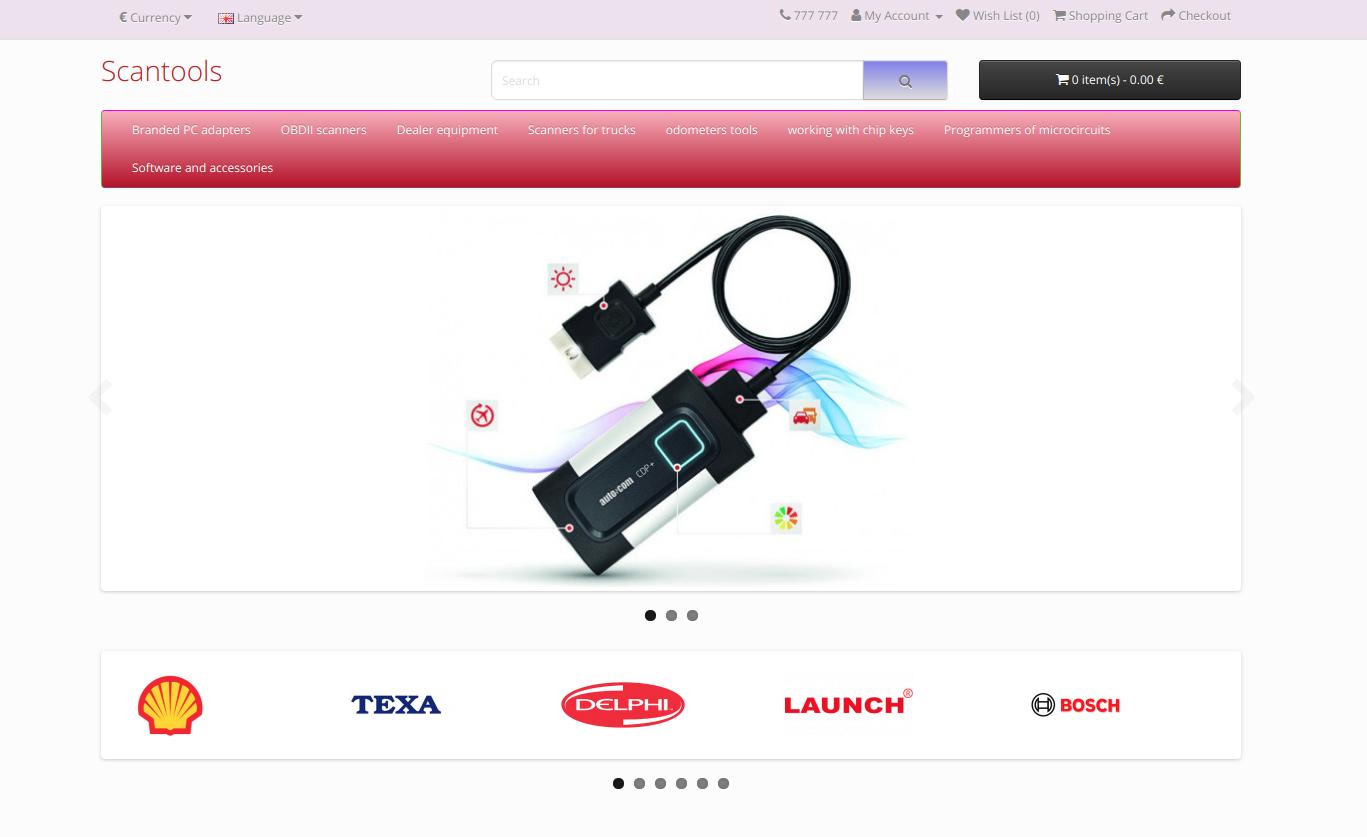 € Currency Language 777 777 My Account Wish List (0) Shopping Cart Checkout
Scantools
Search
0 item(s) - 0.00 €
Branded PC adapters OBDII scanners Dealer equipment Scanners for trucks odometers tools working with chip keys Programmers of microcircuits
Software and accessories
auto com CDP+
TEXA DELPHI LAUNCH® BOSCH